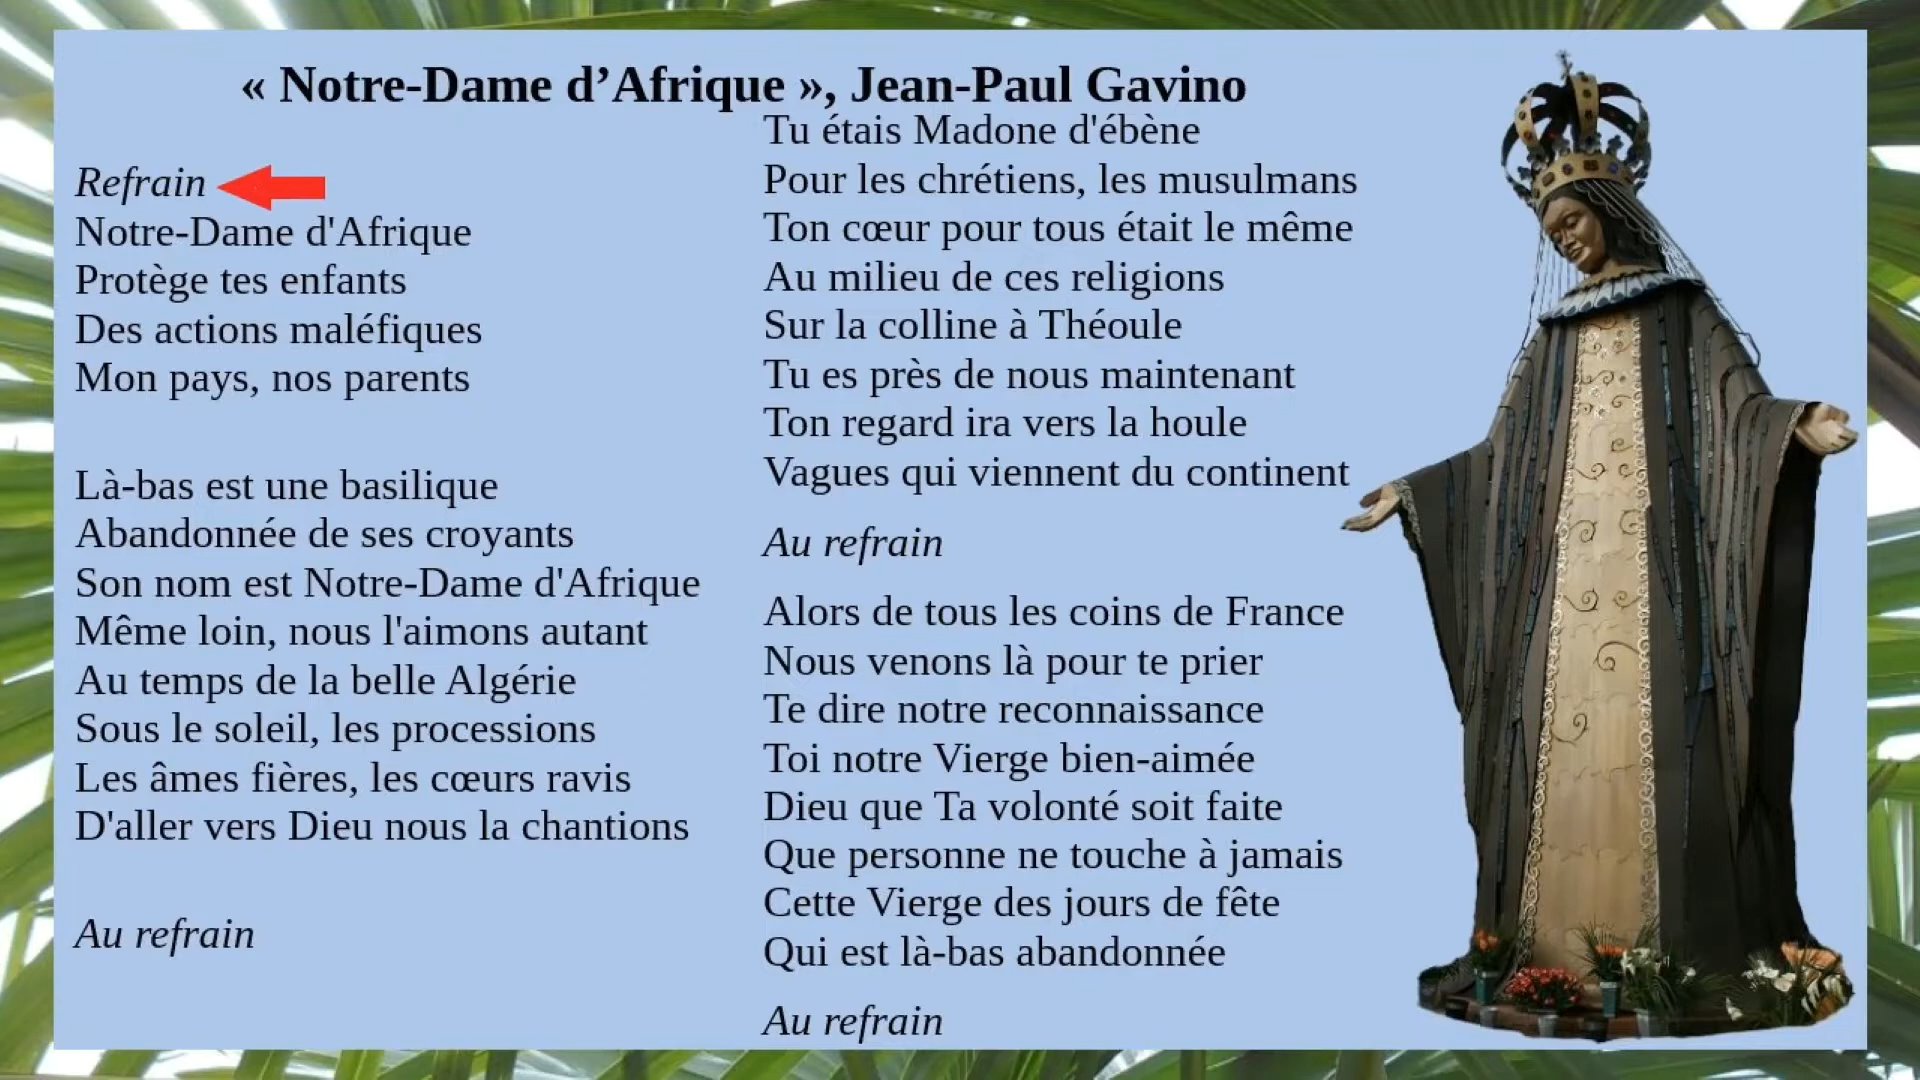 « Notre-Dame d’Afrique », Jean-Paul Gavino
Refrain
Notre-Dame d'Afrique
Protège tes enfants
Des actions maléfiques
Mon pays, nos parents
Là-bas est une basilique
Abandonnée de ses croyants
Son nom est Notre-Dame d'Afrique
Même loin, nous l'aimons autant
Au temps de la belle Algérie
Sous le soleil, les processions
Les âmes fières, les cœurs ravis
D'aller vers Dieu nous la chantions
Au refrain
Tu étais Madone d'ébène
Pour les chrétiens, les musulmans
Ton cœur pour tous était le même
Au milieu de ces religions
Sur la colline à Théoule
Tu es près de nous maintenant
Ton regard ira vers la houle
Vagues qui viennent du continent
Au refrain
Alors de tous les coins de France
Nous venons là pour te prier
Te dire notre reconnaissance
Toi notre Vierge bien-aimée
Dieu que Ta volonté soit faite
Que personne ne touche à jamais
Cette Vierge des jours de fête
Qui est là-bas abandonnée
Au refrain